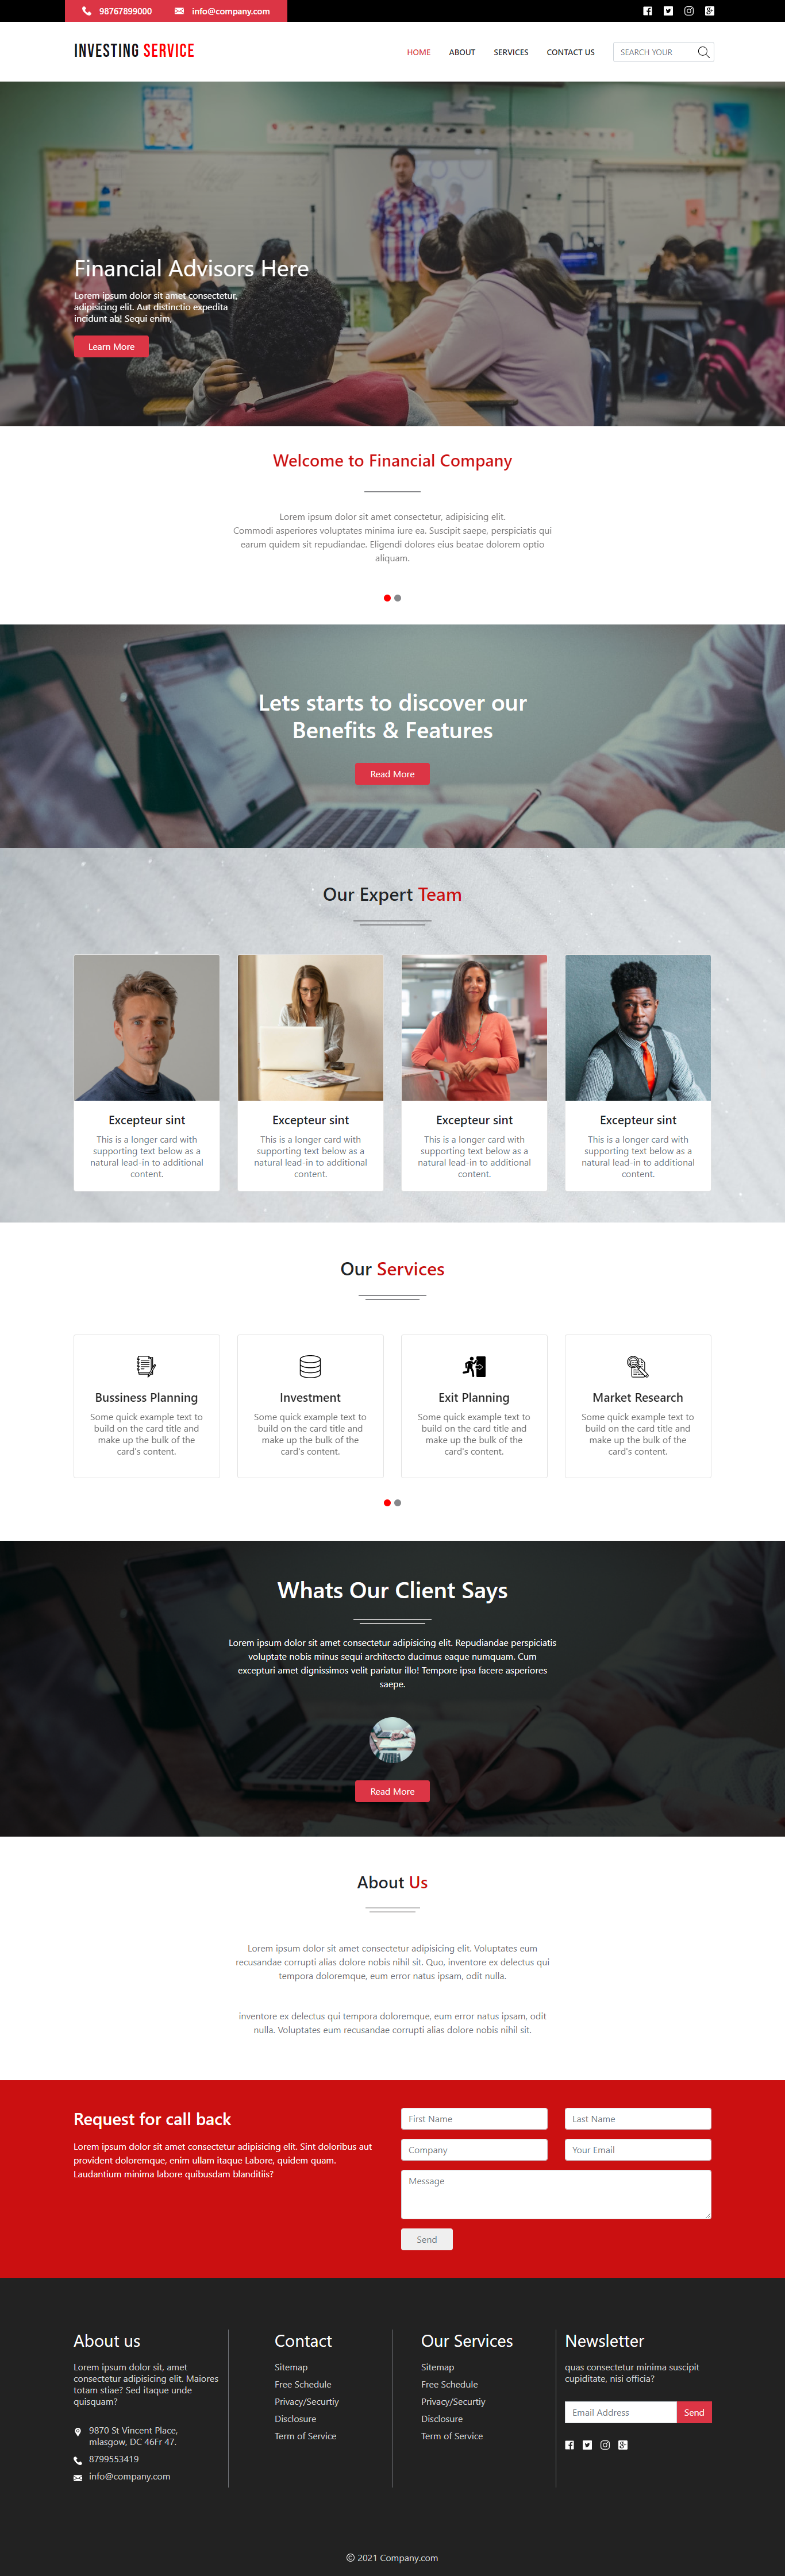 98767899000
info@company.com
INVESTING SERVICE
HOME
ABOUT
SERVICES
CONTACT US
SEARCH YOUR
Financial Advisors Here
Lorem ipsum dolor sit amet consectetur,
adipisicing elit. Aut distinctio expedita
incidunt ab! Sequi enim,
Learn More
Welcome to Financial Company
Lorem ipsum dolor sit amet consectetur, adipisicing elit.
Commodi asperiores voluptates minima iure ea. Suscipit saepe, perspiciatis qui
earum quidem sit repudiandae. Eligendi dolores eius beatae dolorem optio
aliquam.
Lets starts to discover our
Benefits & Features
Read More
Our Expert Team
Excepteur sint
This is a longer card with
supporting text below as a
natural lead-in to additional
content.
Excepteur sint
This is a longer card with
supporting text below as a
natural lead-in to additional
content.
Excepteur sint
This is a longer card with
supporting text below as a
natural lead-in to additional
content.
Excepteur sint
This is a longer card with
supporting text below as a
natural lead-in to additional
content.
Our Services
Bussiness Planning
Some quick example text to
build on the card title and
make up the bulk of the
card's content.
Investment
Some quick example text to
build on the card title and
make up the bulk of the
card's content.
Exit Planning
Some quick example text to
build on the card title and
make up the bulk of the
card's content.
Market Research
Some quick example text to
build on the card title and
make up the bulk of the
card's content.
Whats Our Client Says
Lorem ipsum dolor sit amet consectetur adipisicing elit. Repudiandae perspiciatis
voluptate nobis minus sequi architecto ducimus eaque numquam. Cum
excepturi amet dignissimos velit pariatur illo! Tempore ipsa facere asperiores
saepe.
Read More
About Us
Lorem ipsum dolor sit amet consectetur adipisicing elit. Voluptates eum
recusandae corrupti alias dolore nobis nihil sit. Quo, inventore ex delectus qui
tempora doloremque, eum error natus ipsam, odit nulla.
inventore ex delectus qui tempora doloremque, eum error natus ipsam, odit
nulla. Voluptates eum recusandae corrupti alias dolore nobis nihil sit.
Request for call back
Lorem ipsum dolor sit amet consectetur adipisicing elit. Sint doloribus aut
provident doloremque, enim ullam itaque Labore, quidem quam.
Laudantium minima labore quibusdam blanditiis?
First Name
Last Name
Company
Your Email
Message
Send
About us
Lorem ipsum dolor sit, amet
consectetur adipisicing elit. Maiores
totam stiae? Sed itaque unde
quisquam?
9870 St Vincent Place,
mlasgow, DC 46Fr 47.
8799553419
info@company.com
Contact
Sitemap
Free Schedule
Privacy/Securtiy
Disclosure
Term of Service
Our Services
Sitemap
Free Schedule
Privacy/Securtiy
Disclosure
Term of Service
Newsletter
quas consectetur minima suscipit
cupiditate, nisi officia?
Email Address
Send
© 2021 Company.com